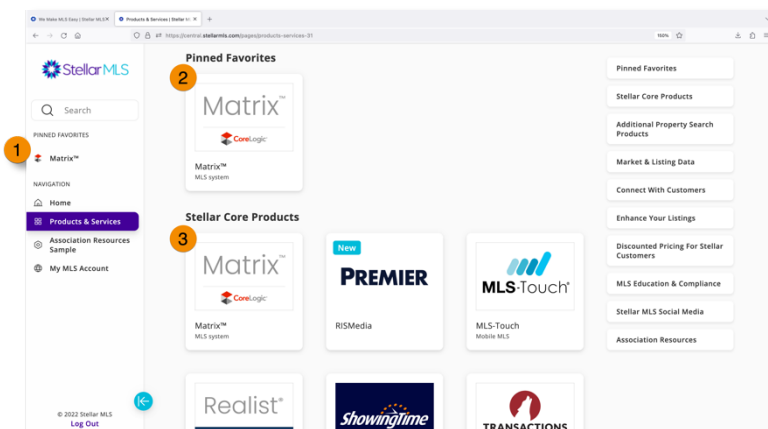 We Make MLS Easy | Stellar MLS
Products & Services | Stellar
https://central.stellarmls.com/pages/products-services-31
160%
StellarMLS
Search
PINNED FAVORITES
1
Matrix™
NAVIGATION
Home
Products & Services
Association Resources
Sample
My MLS Account
© 2022 Stellar MLS
Log Out
Pinned Favorites
2
Matrix™
CoreLogic
Matrix™
MLS system
Stellar Core Products
3
Matrix™
CoreLogic
Matrix™
MLS system
New
PREMIER
RISMedia
MLS-Touch®
MLS-Touch
Mobile MLS
Realist®
ShowingTime
TRANSACTIONS
Pinned Favorites
Stellar Core Products
Additional Property Search
Products
Market & Listing Data
Connect With Customers
Enhance Your Listings
Discounted Pricing For Stellar
Customers
MLS Education & Compliance
Stellar MLS Social Media
Association Resources